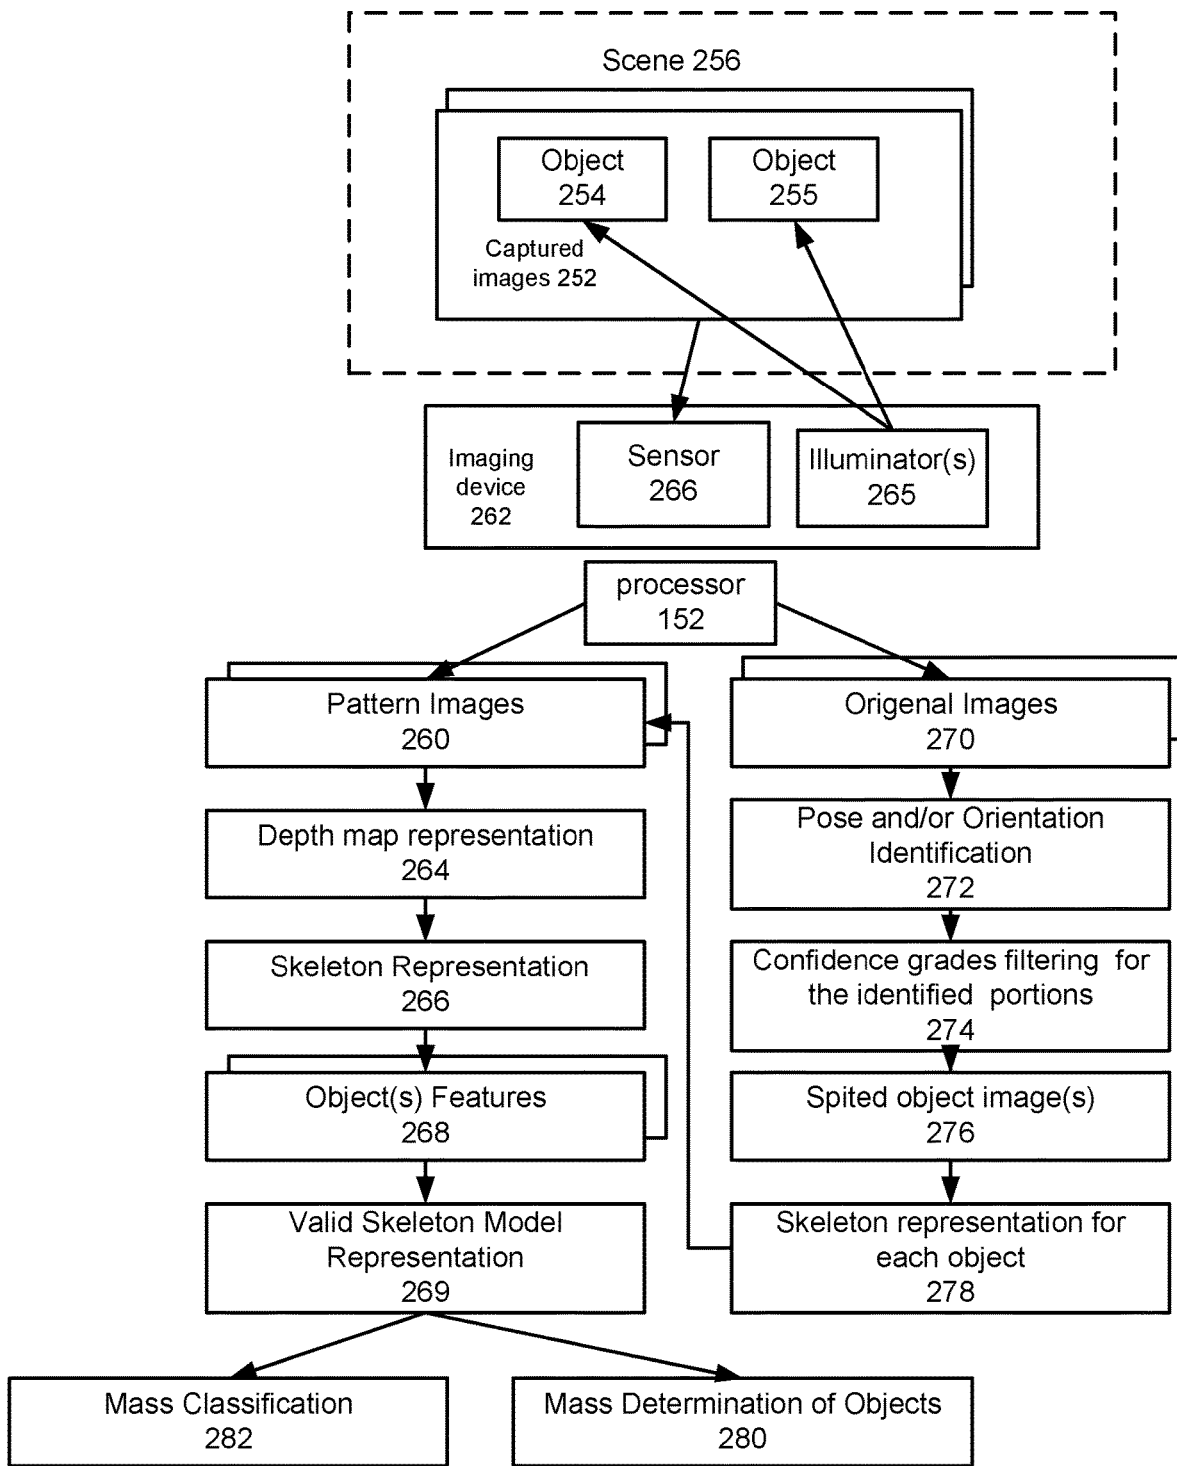 Scene 256
Object
254
Object
255
Captured
images 252
Imaging
device
262
Sensor
266
Illuminator(s)
265
processor
152
Pattern Images
260
Depth map representation
264
Skeleton Representation
266
Object(s) Features
268
Valid Skeleton Model
Representation
269
Origenal Images
270
Pose and/or Orientation
Identification
272
Confidence grades filtering for
the identified portions
274
Spited object image(s)
276
Skeleton representation for
each object
278
Mass Classification
282
Mass Determination of Objects
280